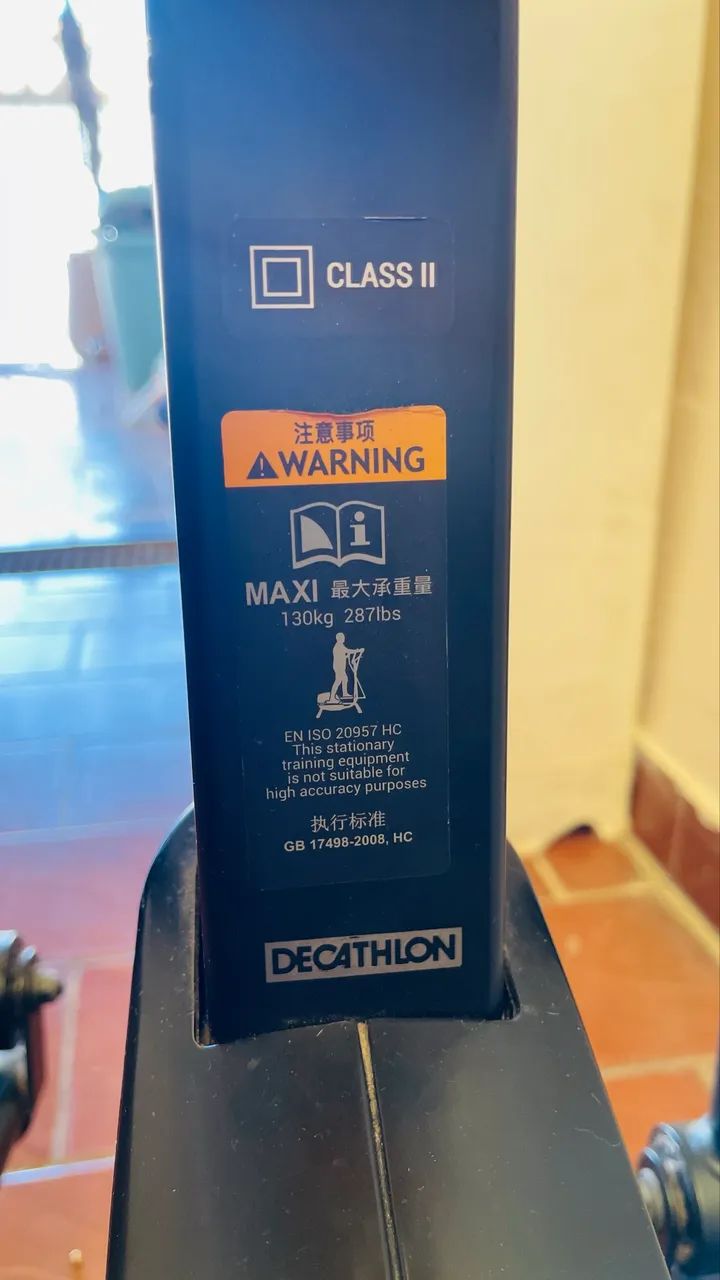 CLASS II
注意事项
WARNING
MAXI 最大承重量
130kg 287lbs
EN ISO 20957 HC
This stationary
training equipment
is not suitable for
high accuracy purposes
执行标准
GB 17498-2008, HC
DECATHLON